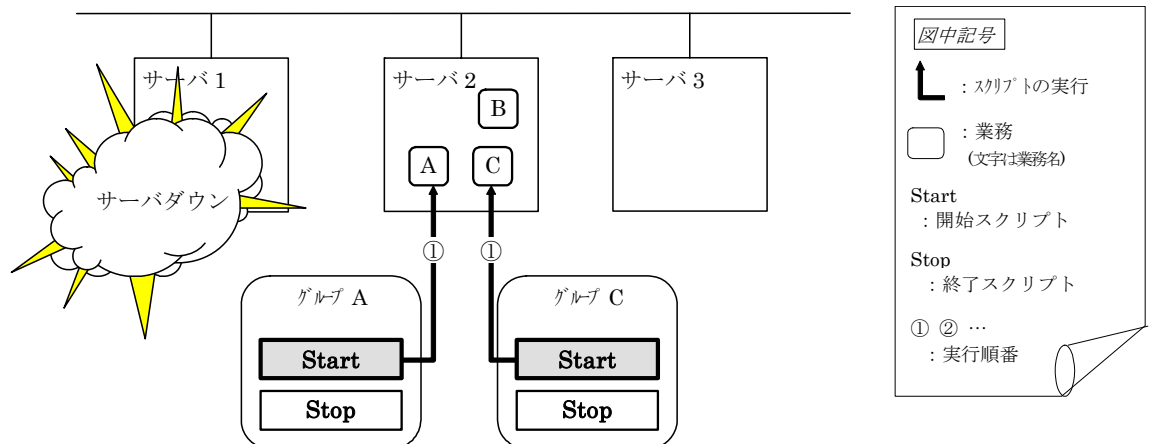 サーバ 1
サーバ 2
サーバ 3
B
A
C
サーバダウン
①
①
グループ A
Start
Stop
グループ C
Start
Stop
図中記号
：スクリプトの実行
：業務
(文字は業務名)
Start
：開始スクリプト
Stop
：終了スクリプト
① ② …
：実行順番